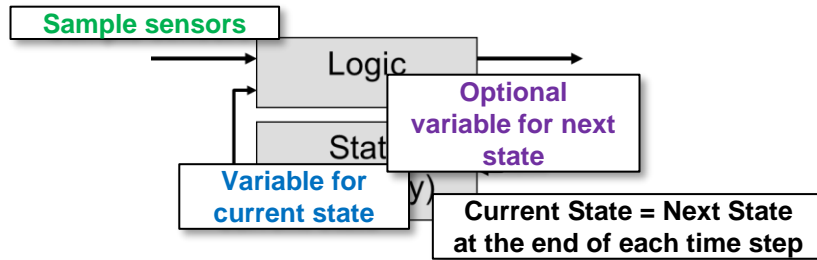 Sample sensors
Logic
Optional
variable for next
state
Stat
Variable for
current state
y)
Current State = Next State
at the end of each time step